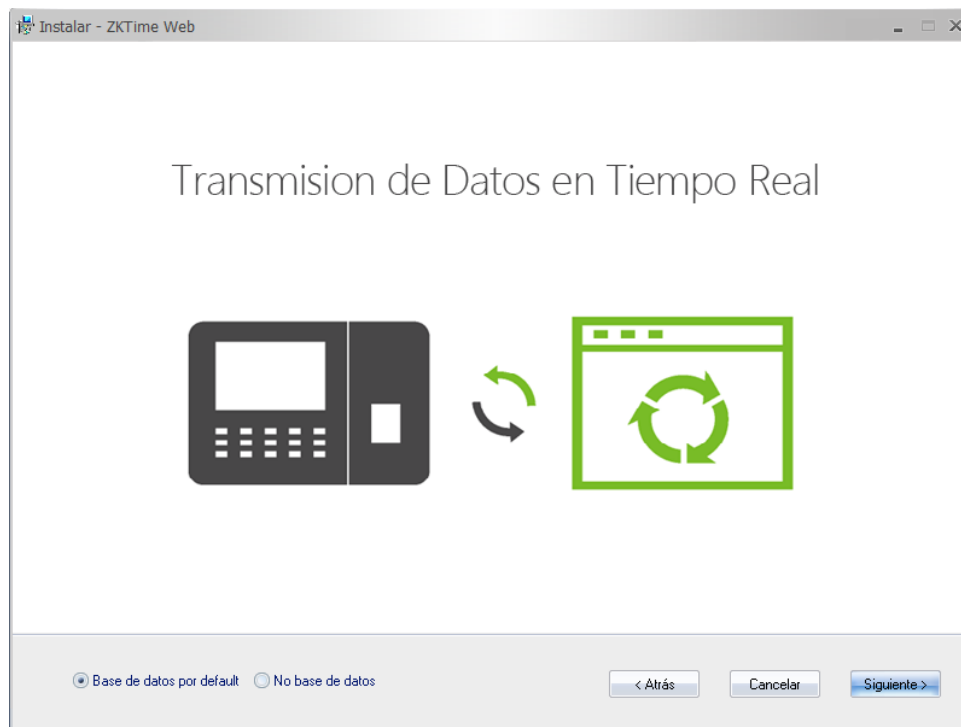 Instalar - ZKTime Web
Transmision de Datos en Tiempo Real
Base de datos por default No base de datos < Atrás Cancelar Siguiente >